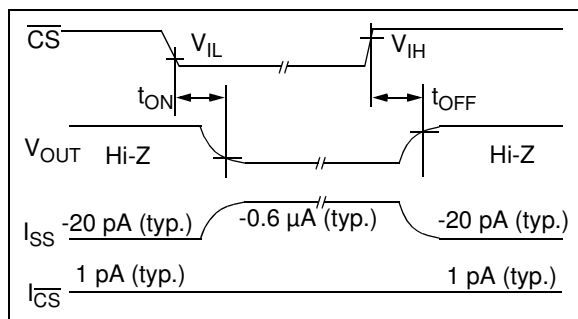 CS
V_IL
V_IH
t_ON
t_OFF
V_OUT
Hi-Z
Hi-Z
I_SS
-20 pA (typ.)
-0.6 µA (typ.)
-20 pA (typ.)
1 pA (typ.)
1 pA (typ.)
I_CS